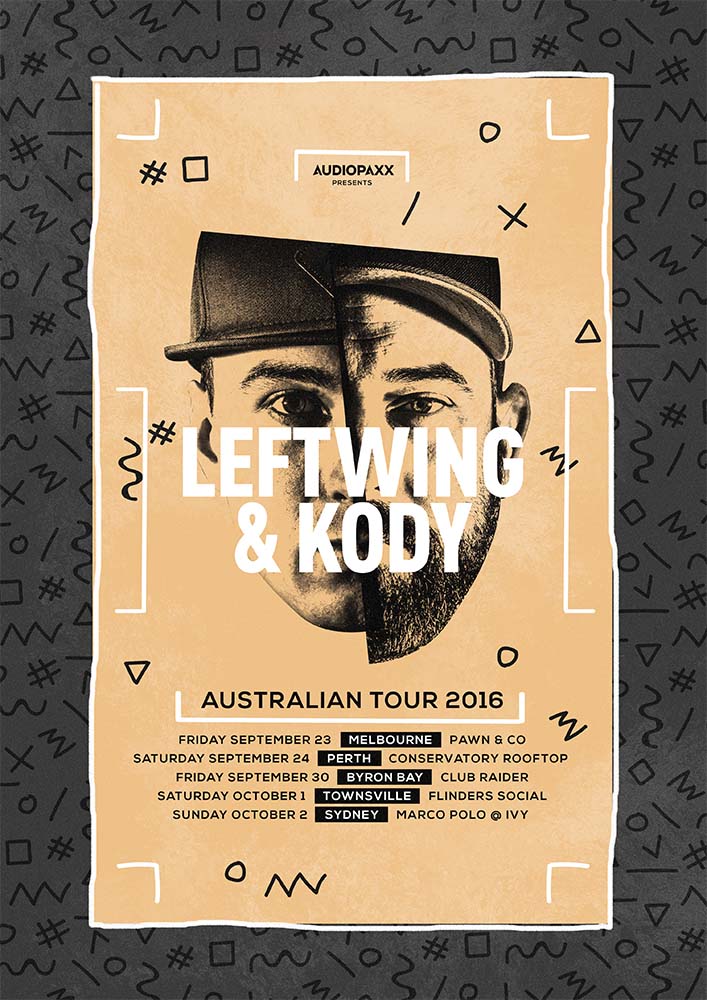 AUDIOPAXX
PRESENTS
LEFTWING
& KODY
AUSTRALIAN TOUR 2016
FRIDAY SEPTEMBER 23 MELBOURNE PAWN & CO
SATURDAY SEPTEMBER 24 PERTH CONSERVATORY ROOFTOP
FRIDAY SEPTEMBER 30 BYRON BAY CLUB RAIDER
SATURDAY OCTOBER 1 TOWNSVILLE FLINDERS SOCIAL
SUNDAY OCTOBER 2 SYDNEY MARCO POLO @ IVY